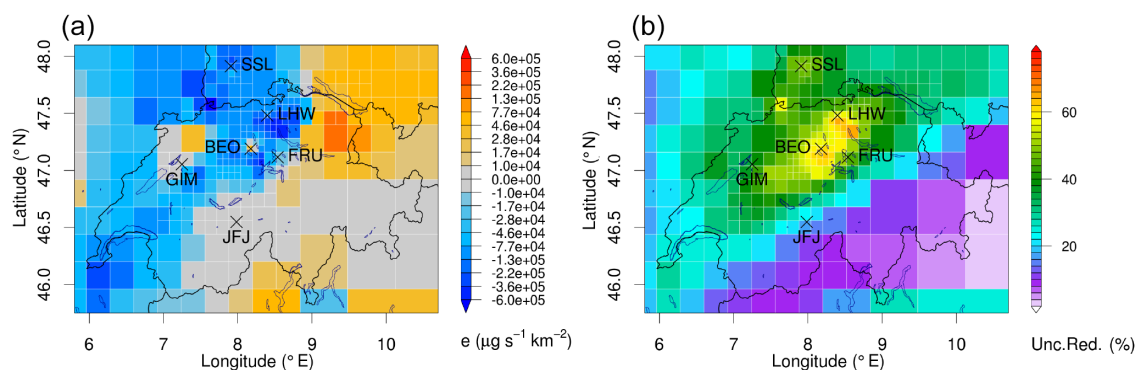 (a)
48.0
47.5
47.0
46.5
46.0
Latitude (° N)
SSL
LHW
BEO
FRU
GIM
JFJ
6 7 8 9 10
Longitude (° E)
6.0e+05
3.6e+05
2.2e+05
1.3e+05
7.7e+04
4.6e+04
2.8e+04
1.7e+04
1.0e+04
0.0e+00
-1.0e+04
-1.7e+04
-2.8e+04
-4.6e+04
-7.7e+04
-1.3e+05
-2.2e+05
-3.6e+05
-6.0e+05
e (μg s⁻¹ km⁻²)
(b)
48.0
47.5
47.0
46.5
46.0
Latitude (° N)
SSL
LHW
BEO
FRU
GIM
JFJ
6 7 8 9 10
Longitude (° E)
60
40
20
Unc.Red. (%)